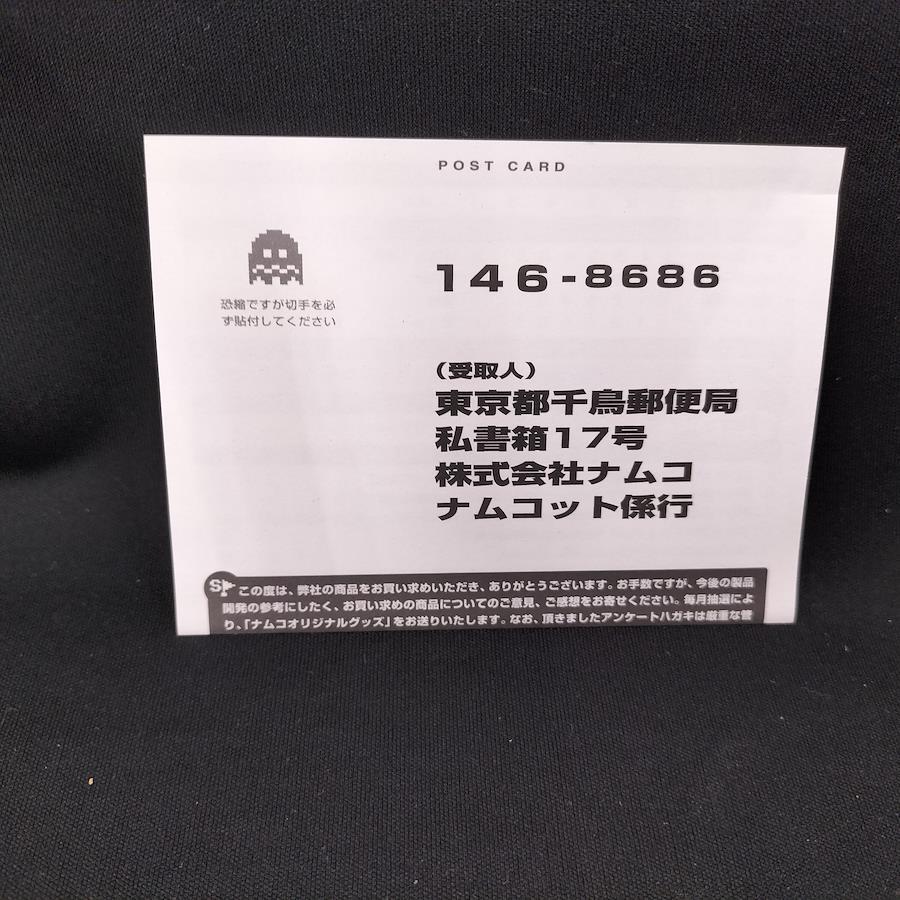 POST CARD
恐縮ですが切手を必
ず貼付してください
146-8686
（受取人）
東京都千鳥郵便局
私書箱17号
株式会社ナムコ
ナムコット係行
SP この度は、弊社の商品をお買い求めいただき、ありがとうございます。お手数ですが、今後の製品
開発の参考にしたく、お買い求めの商品についてのご意見、ご感想をお寄せください。毎月抽選によ
り、「ナムコオリジナルグッズ」をお送りいたします。なお、頂きましたアンケートハガキは厳重な管